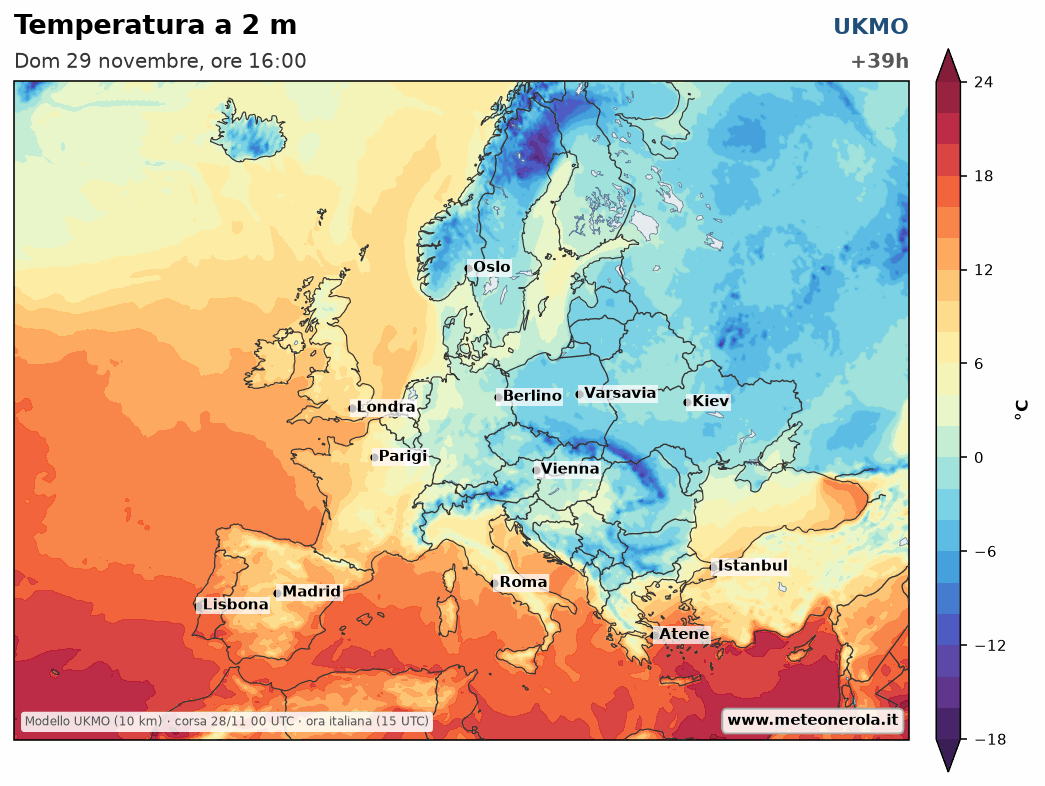 Temperatura a 2 m
UKMO
Dom 29 novembre, ore 16:00
+39h
24
18
12
6
0
−6
−12
−18
°C
Oslo
Berlino
Varsavia
Kiev
Londra
Parigi
Vienna
Istanbul
Roma
Madrid
Lisbona
Atene
Modello UKMO (10 km) · corsa 28/11 00 UTC · ora italiana (15 UTC)
www.meteonerola.it